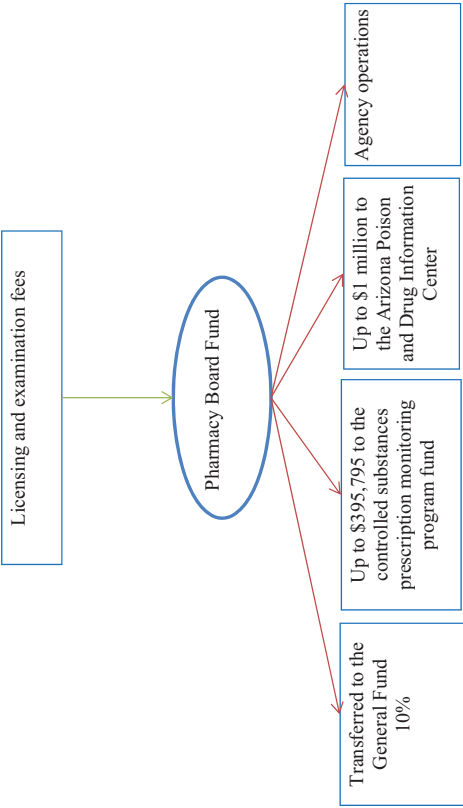 Licensing and examination fees
Pharmacy Board Fund
Transferred to the
General Fund
10%
Up to $395,795 to the
controlled substances
prescription monitoring
program fund
Up to $1 million to
the Arizona Poison
and Drug Information
Center
Agency operations